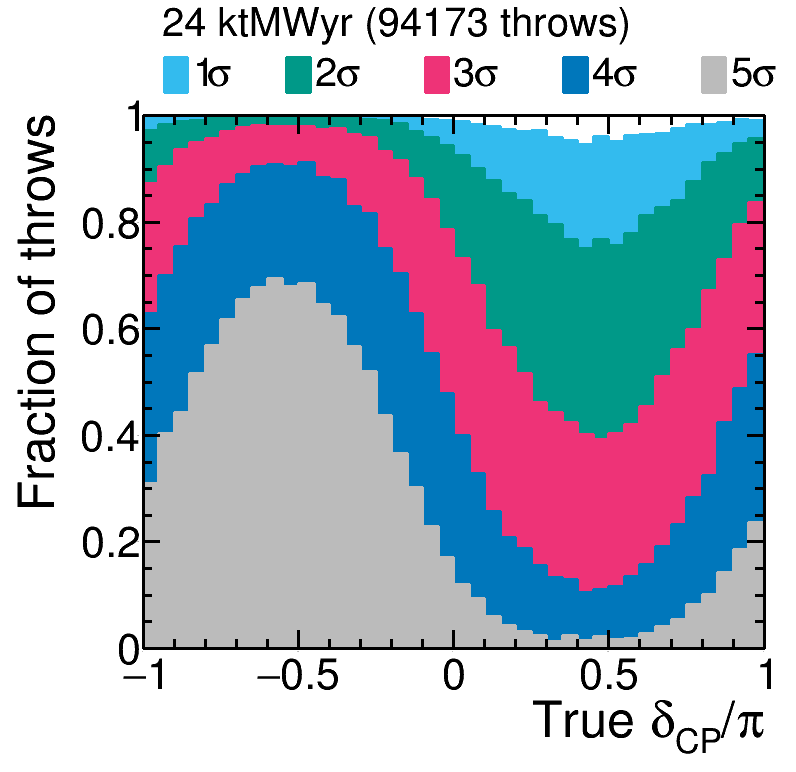 24 ktMWyr (94173 throws)
1σ 2σ 3σ 4σ 5σ
Fraction of throws
1
0.8
0.6
0.4
0.2
0
−1 −0.5 0 0.5 1
True δCP/π